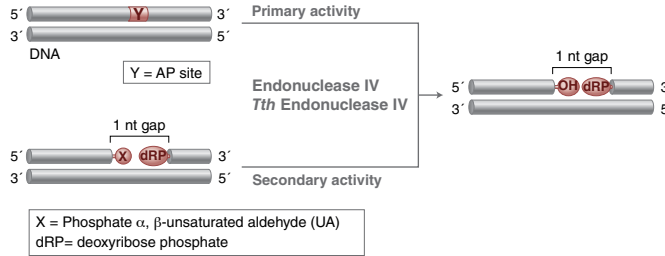 5´ Y 3´ Primary activity
3´ 5´
DNA
Y = AP site
Endonuclease IV
Tth Endonuclease IV
1 nt gap
5´ OH dRP 3
3´ 5
1 nt gap
5´ X dRP 3´
3´ 5´
Secondary activity
X = Phosphate α, β-unsaturated aldehyde (UA)
dRP= deoxyribose phosphate